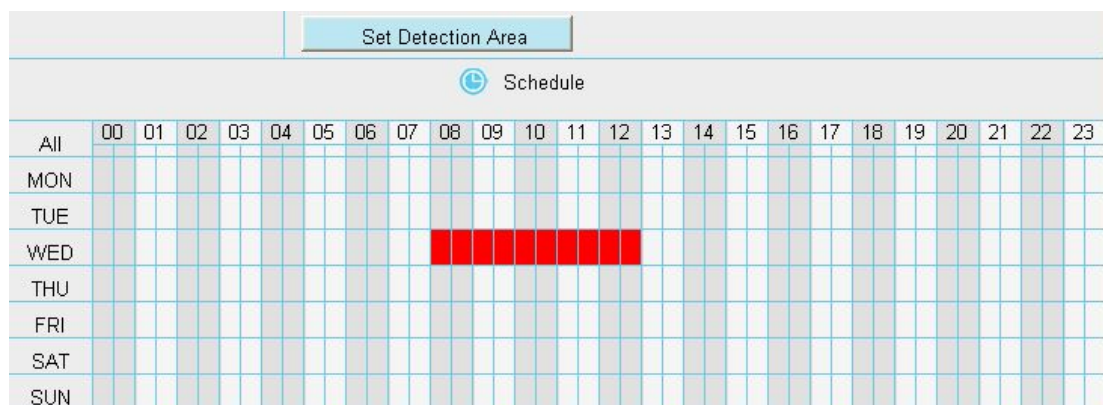 Set Detection Area
Schedule
All 00 01 02 03 04 05 06 07 08 09 10 11 12 13 14 15 16 17 18 19 20 21 22 23
MON
TUE
WED
THU
FRI
SAT
SUN